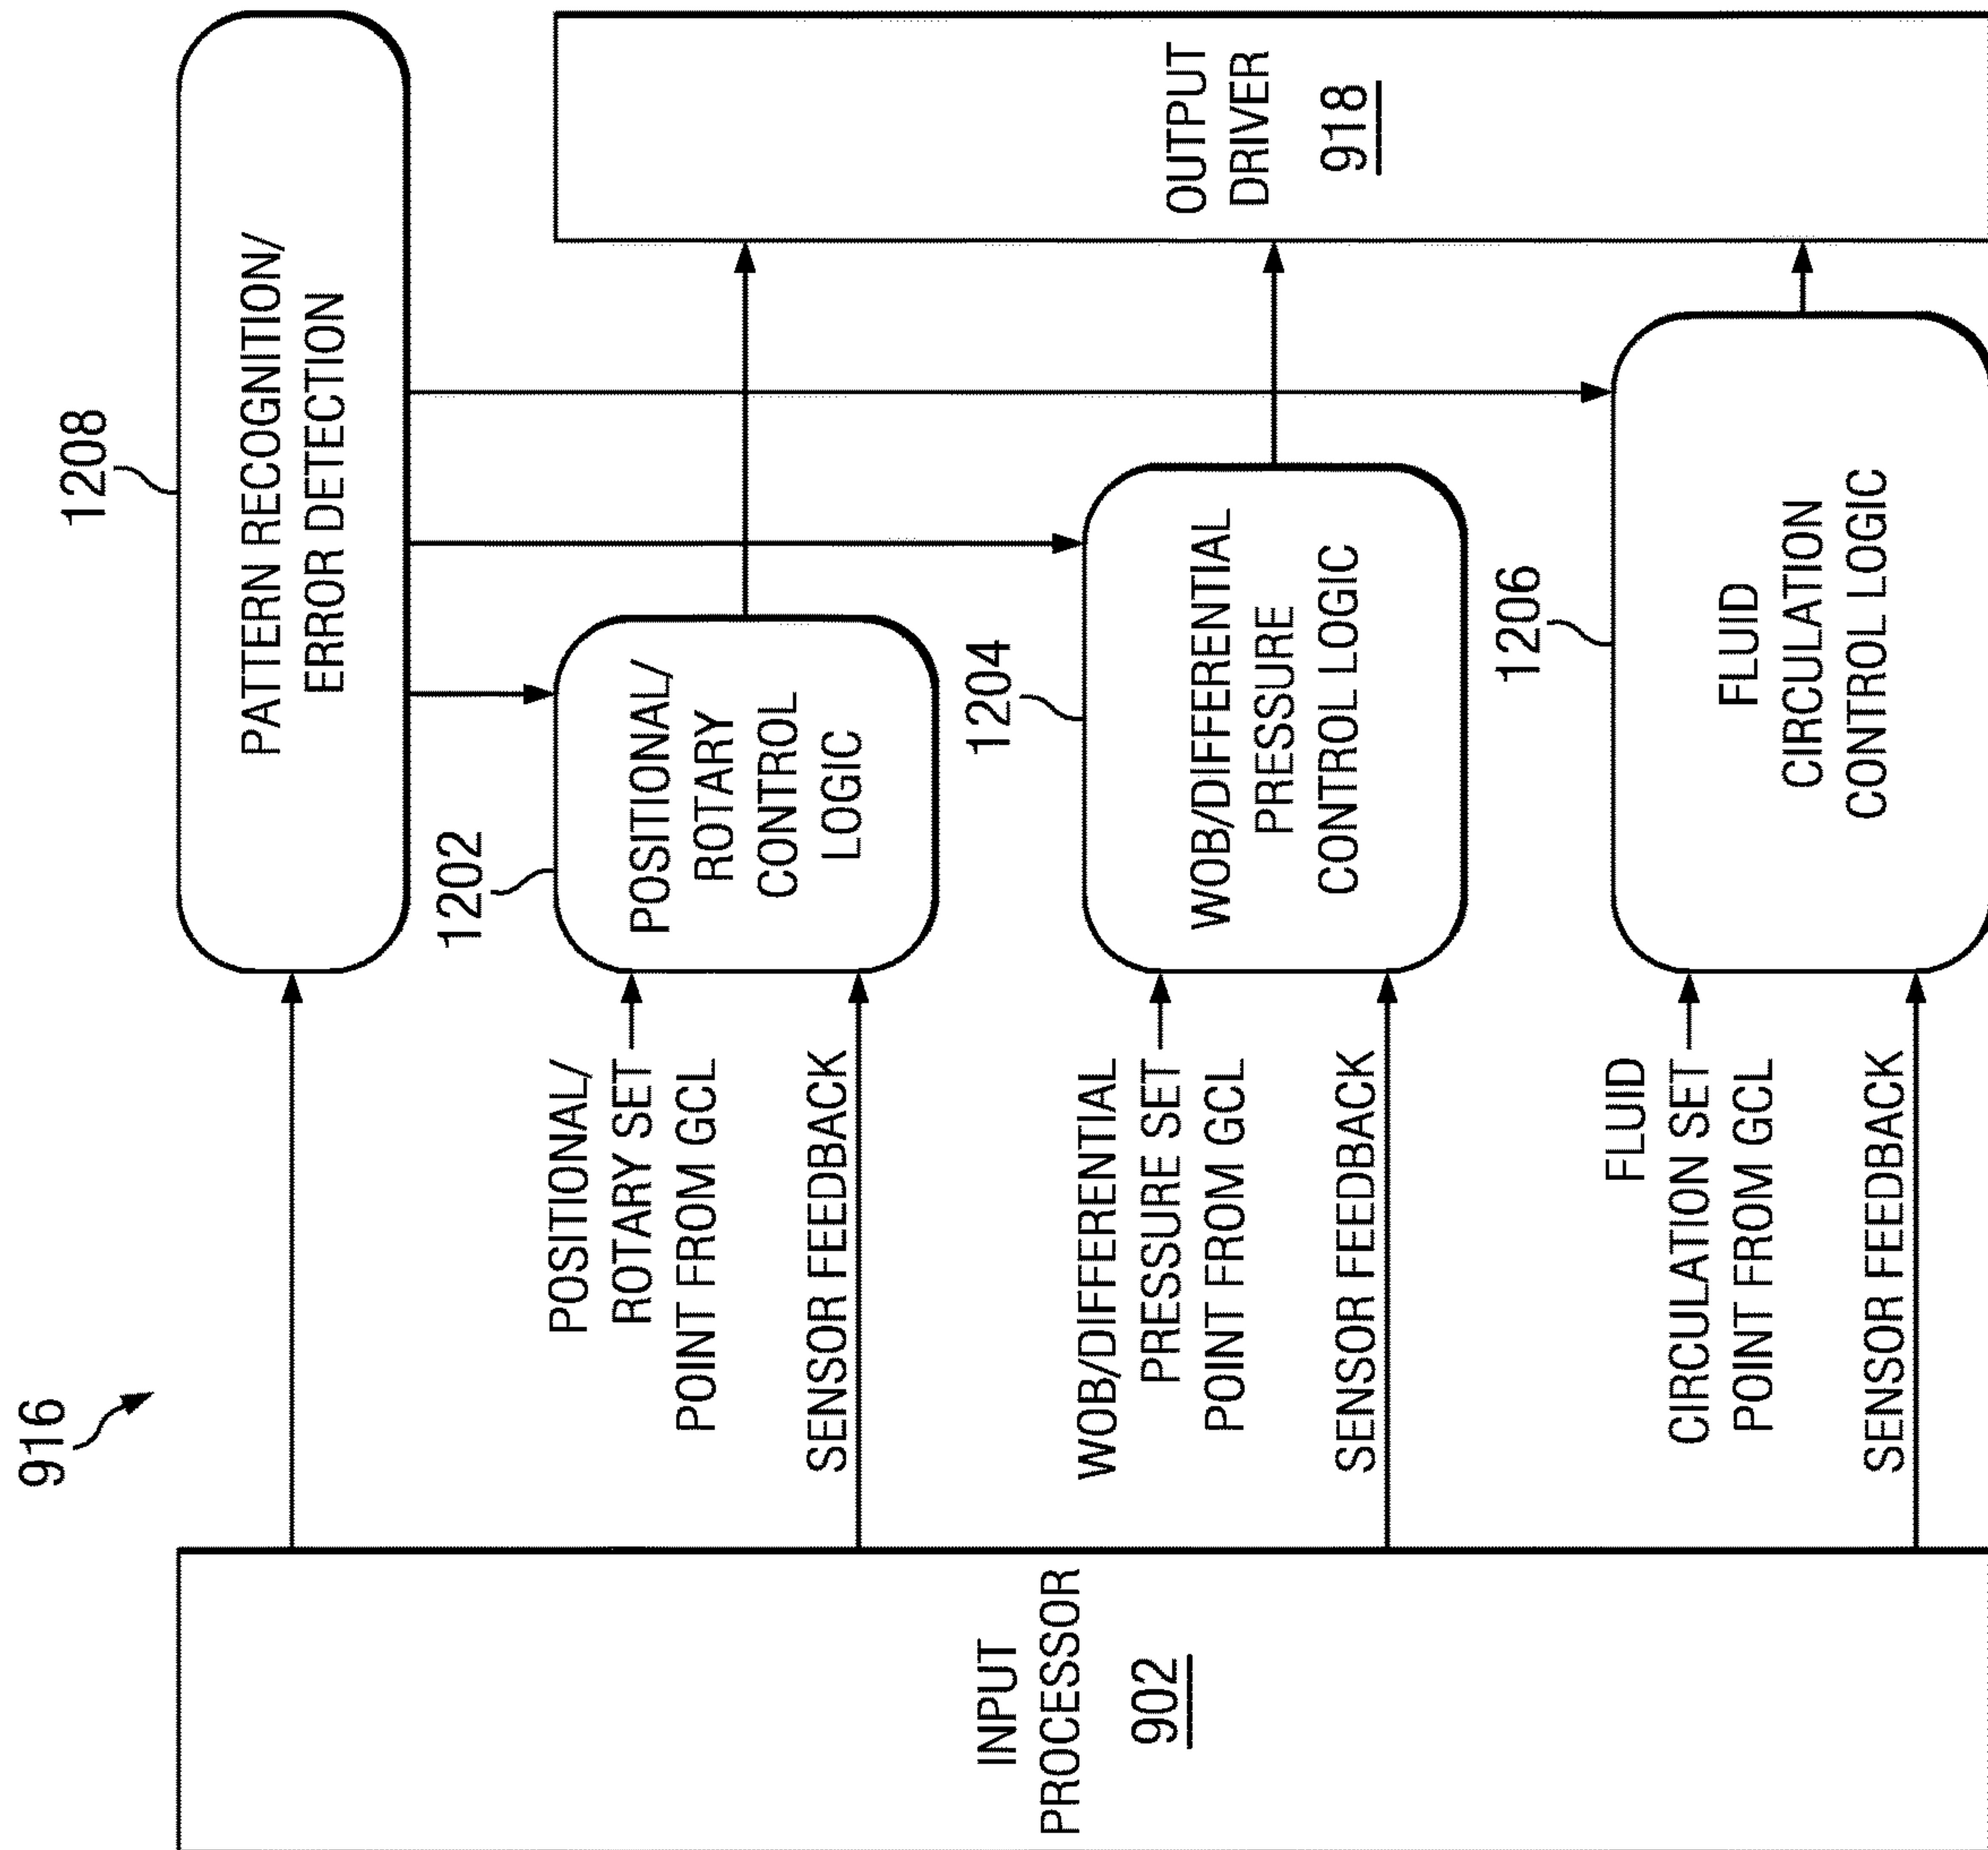 916
INPUT
PROCESSOR
902
1208
PATTERN RECOGNITION/
ERROR DETECTION
POSITIONAL/
ROTARY SET
POINT FROM GCL
SENSOR FEEDBACK
1202
POSITIONAL/
ROTARY
CONTROL
LOGIC
WOB/DIFFERENTIAL
PRESSURE SET
POINT FROM GCL
SENSOR FEEDBACK
1204
WOB/DIFFERENTIAL
PRESSURE
CONTROL LOGIC
FLUID
CIRCULATION SET
POINT FROM GCL
SENSOR FEEDBACK
1206
FLUID
CIRCULATION
CONTROL LOGIC
OUTPUT
DRIVER
918